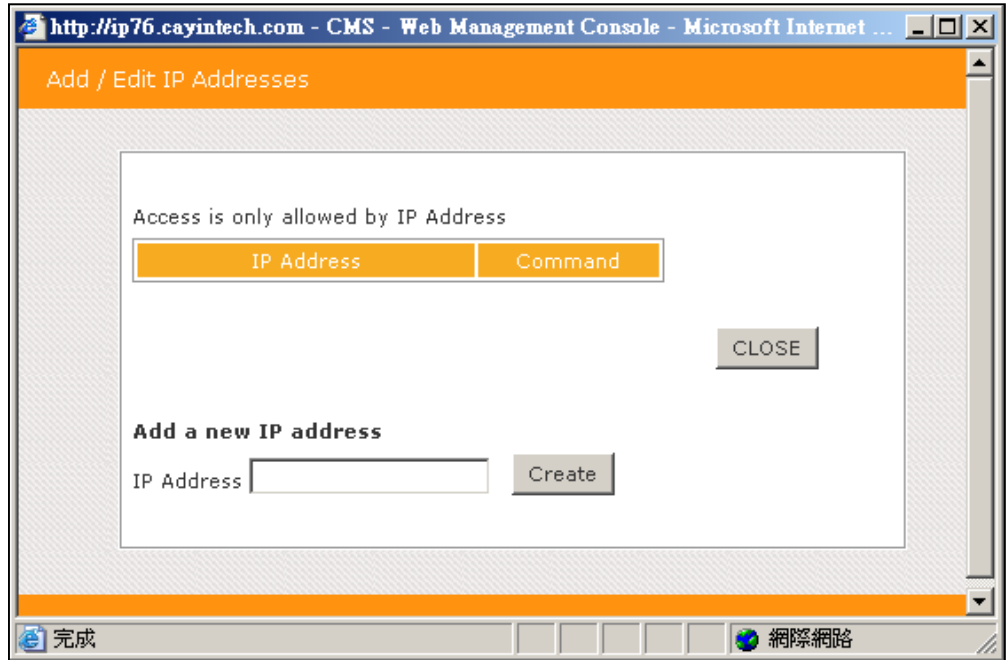 http://ip76.cayintech.com - CMS - Web Management Console - Microsoft Internet ...
Add / Edit IP Addresses
Access is only allowed by IP Address
IP Address Command
CLOSE
Add a new IP address
IP Address Create
完成 網際網路